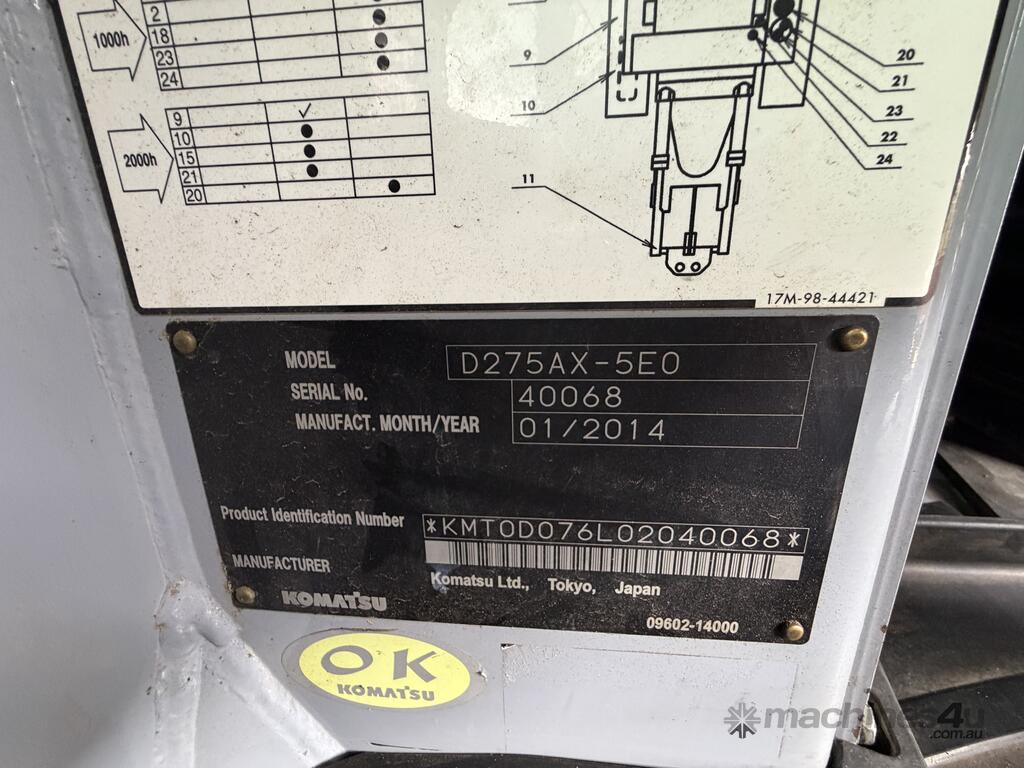 2
1000h
18
23
24
9 ✓
10
2000h
15
21
20
9
10
11
20
21
23
22
24
17M-98-44421
MODEL D275AX-5E0
SERIAL No. 40068
MANUFACT. MONTH/YEAR 01/2014
Product Identification Number *KMT0D076L02040068*
MANUFACTURER Komatsu Ltd., Tokyo, Japan
KOMATSU
09602-14000
OK
KOMATSU
machines4u
.com.au